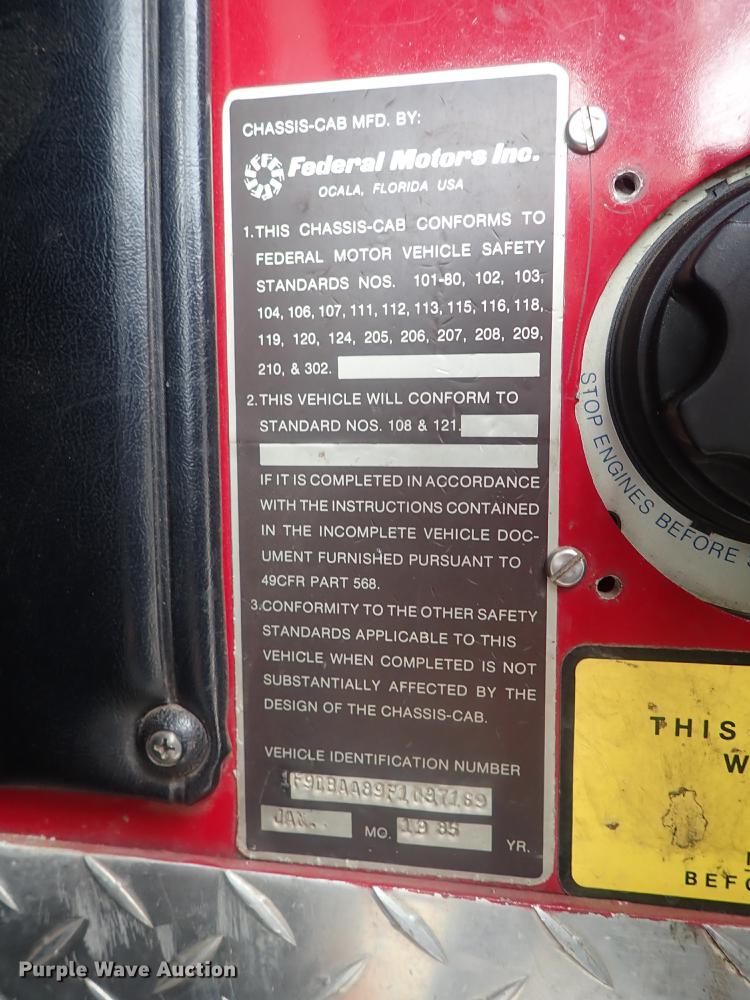 CHASSIS-CAB MFD. BY:
Federal Motors Inc.
OCALA, FLORIDA USA
1.THIS CHASSIS-CAB CONFORMS TO
FEDERAL MOTOR VEHICLE SAFETY
STANDARDS NOS. 101-80, 102, 103,
104, 106, 107, 111, 112, 113, 115, 116, 118,
119, 120, 124, 205, 206, 207, 208, 209,
210, & 302.
2.THIS VEHICLE WILL CONFORM TO
STANDARD NOS. 108 & 121.
IF IT IS COMPLETED IN ACCORDANCE
WITH THE INSTRUCTIONS CONTAINED
IN THE INCOMPLETE VEHICLE DOC-
UMENT FURNISHED PURSUANT TO
49CFR PART 568.
3.CONFORMITY TO THE OTHER SAFETY
STANDARDS APPLICABLE TO THIS
VEHICLE, WHEN COMPLETED IS NOT
SUBSTANTIALLY AFFECTED BY THE
DESIGN OF THE CHASSIS-CAB.
VEHICLE IDENTIFICATION NUMBER
JAN. MO. 19 85 YR.
STOP ENGINES BEFORE
THIS
W
BEFO
Purple Wave Auction